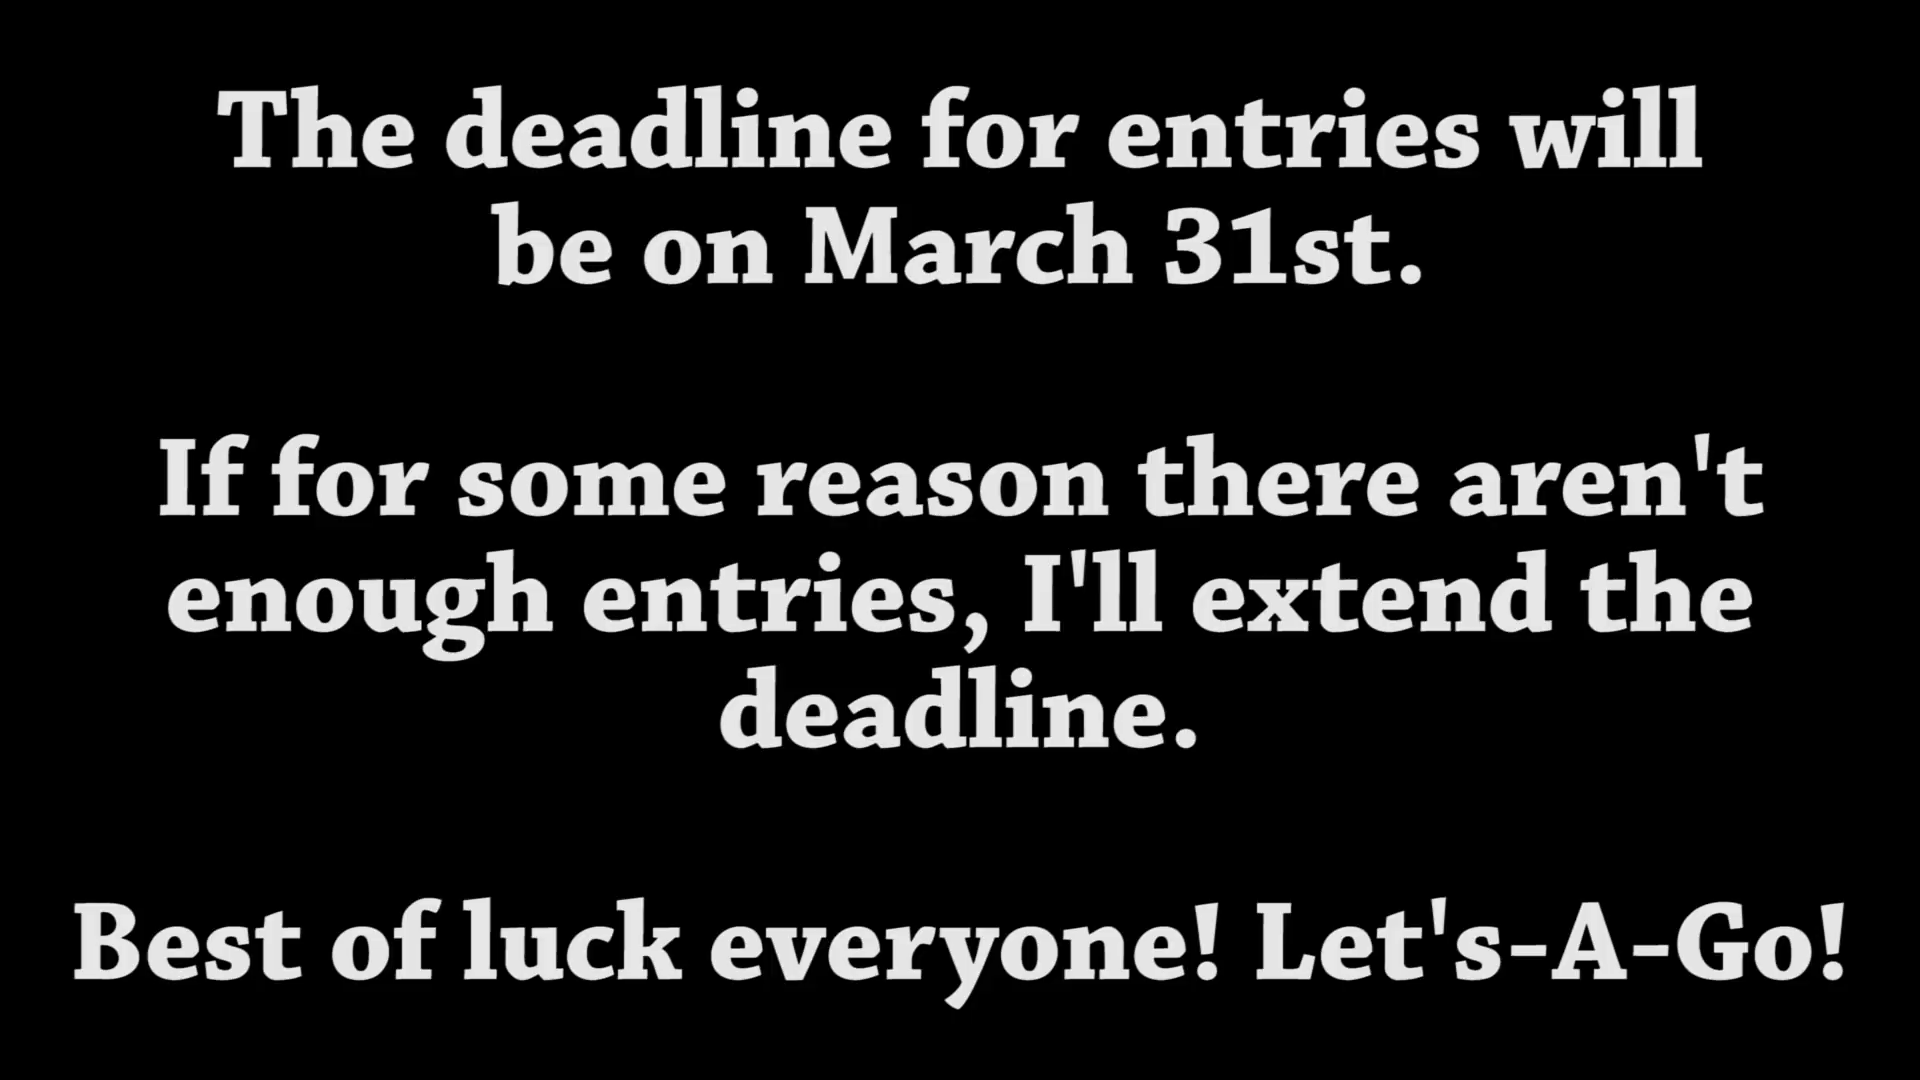 The deadline for entries will
be on March 31st.
If for some reason there aren't
enough entries, I'll extend the
deadline.
Best of luck everyone! Let's-A-Go!